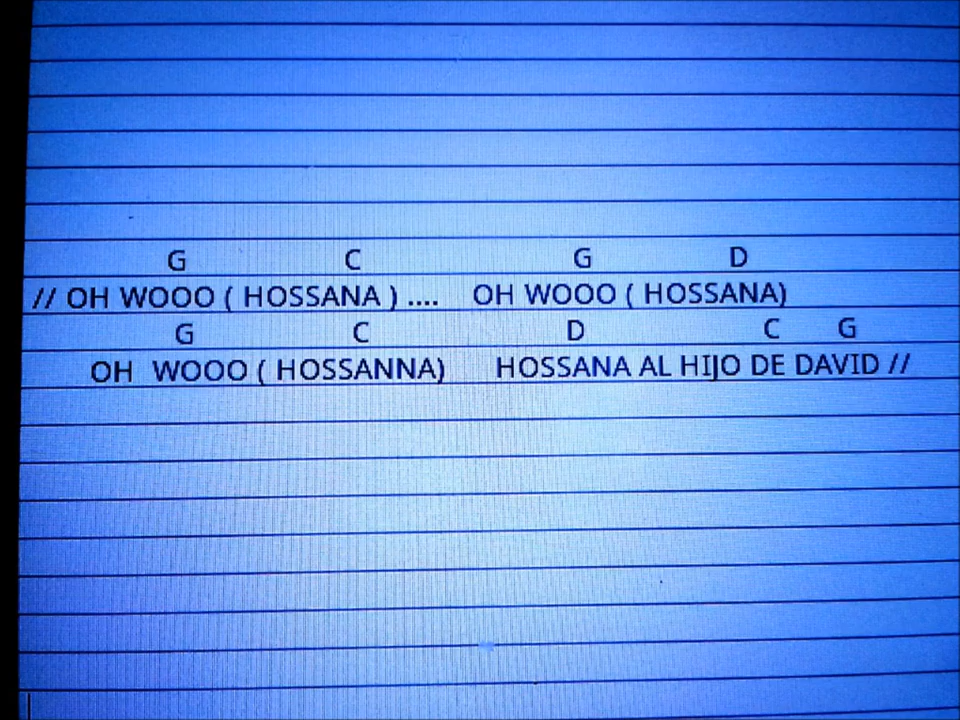 G C G D
// OH WOOO ( HOSSANA ) .... OH WOOO ( HOSSANA)
G C D C G
OH WOOO ( HOSSANNA) HOSSANA AL HIJO DE DAVID //